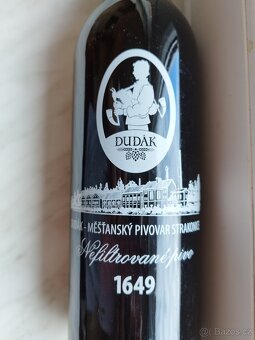 DUDÁK
DUDÁK - MĚŠŤANSKÝ PIVOVAR STRAKONICE
Nefiltrované pivo
1649